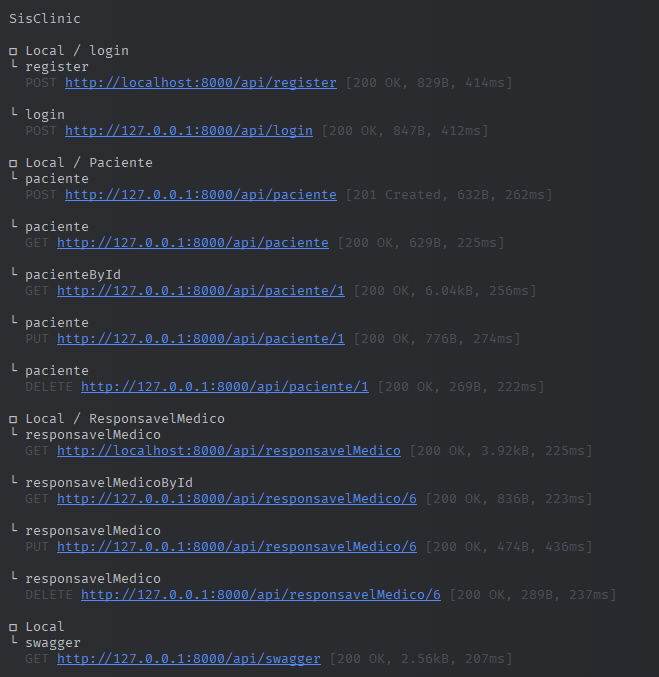 SisClinic
□ Local / login
└ register
POST http://localhost:8000/api/register [200 OK, 829B, 414ms]
└ login
POST http://127.0.0.1:8000/api/login [200 OK, 847B, 412ms]
□ Local / Paciente
└ paciente
POST http://127.0.0.1:8000/api/paciente [201 Created, 632B, 262ms]
└ paciente
GET http://127.0.0.1:8000/api/paciente [200 OK, 629B, 225ms]
└ pacienteById
GET http://127.0.0.1:8000/api/paciente/1 [200 OK, 6.04kB, 256ms]
└ paciente
PUT http://127.0.0.1:8000/api/paciente/1 [200 OK, 776B, 274ms]
└ paciente
DELETE http://127.0.0.1:8000/api/paciente/1 [200 OK, 269B, 222ms]
□ Local / ResponsavelMedico
└ responsavelMedico
GET http://localhost:8000/api/responsavelMedico [200 OK, 3.92kB, 225ms]
└ responsavelMedicoById
GET http://127.0.0.1:8000/api/responsavelMedico/6 [200 OK, 836B, 223ms]
└ responsavelMedico
PUT http://127.0.0.1:8000/api/responsavelMedico/6 [200 OK, 474B, 436ms]
└ responsavelMedico
DELETE http://127.0.0.1:8000/api/responsavelMedico/6 [200 OK, 289B, 237ms]
□ Local
└ swagger
GET http://127.0.0.1:8000/api/swagger [200 OK, 2.56kB, 207ms]